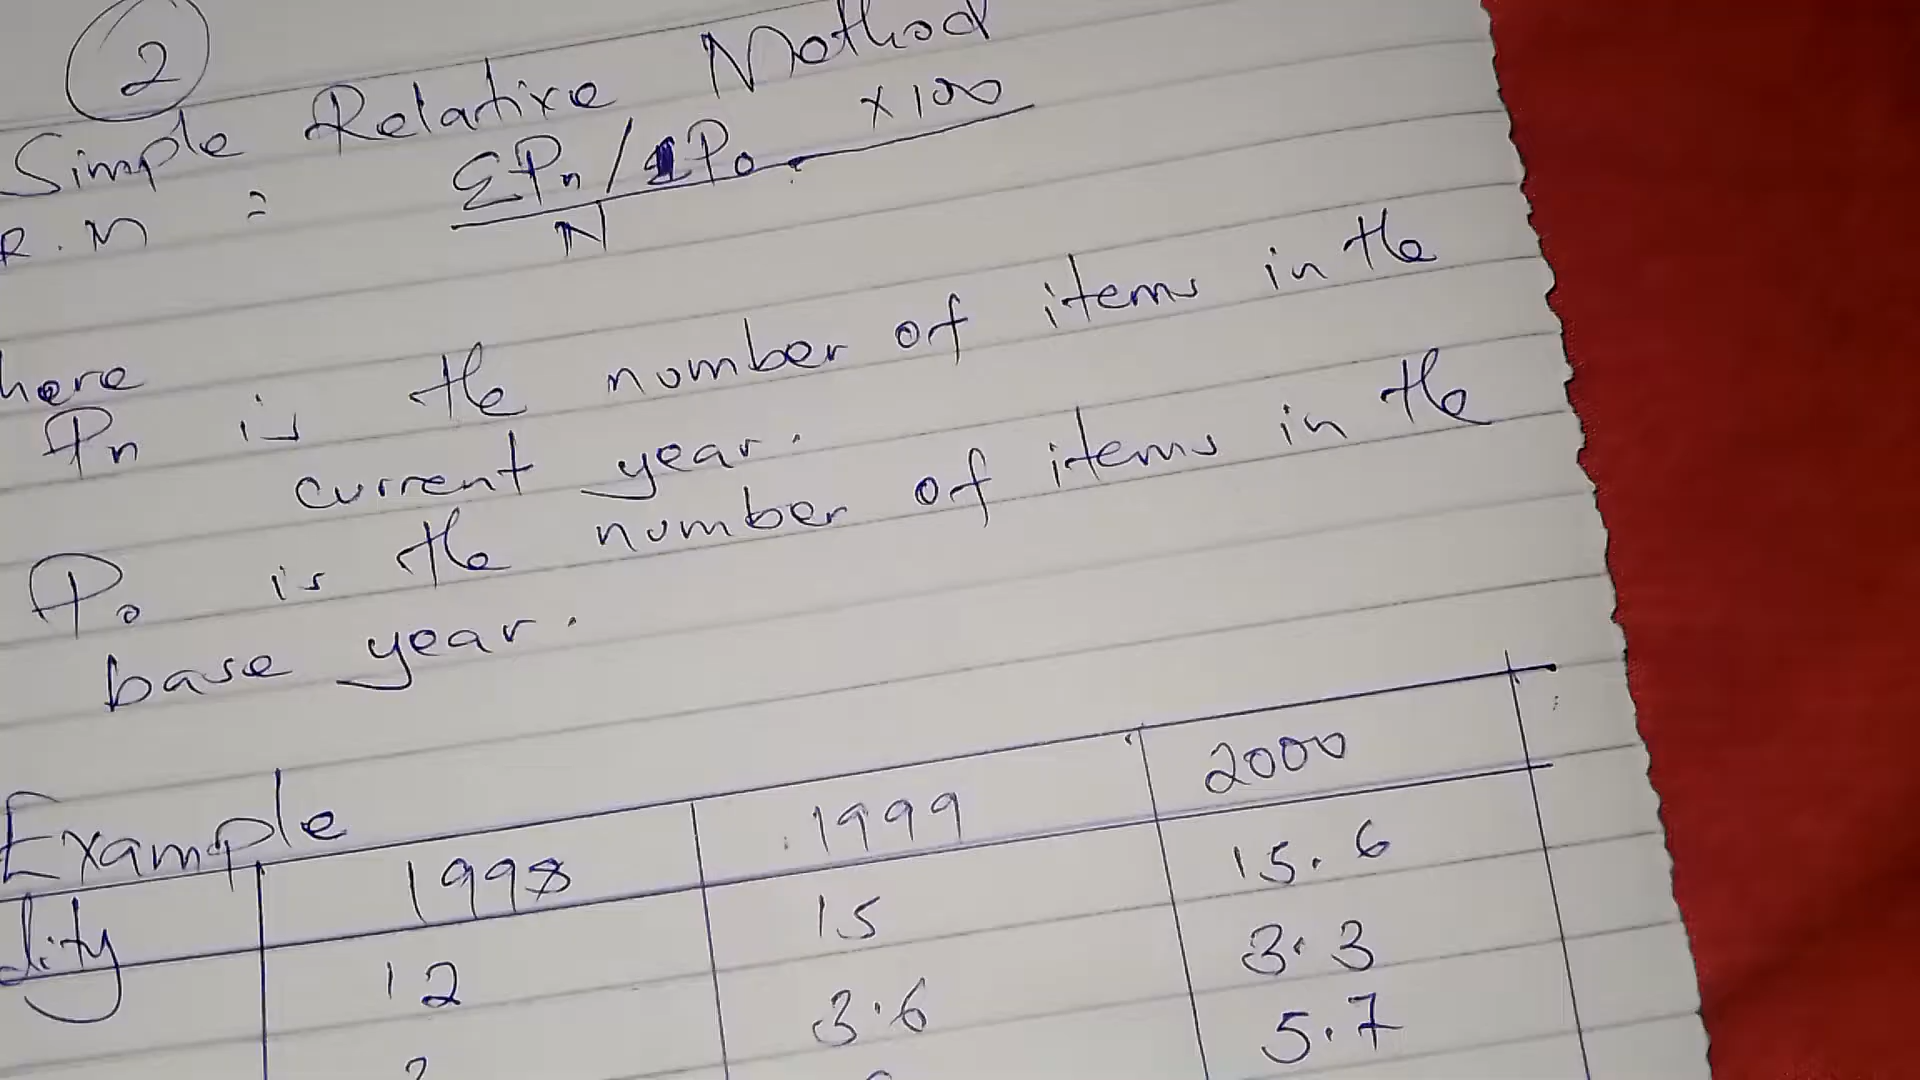 2
Simple Relative Method
R.M = ΣPn/Po × 100
N
here
Pn is the number of items in the
current year.
Po is the number of items in the
base year.
Example
dity 1998 1999 2000
12 15 15.6
3.6 3.3
5.7